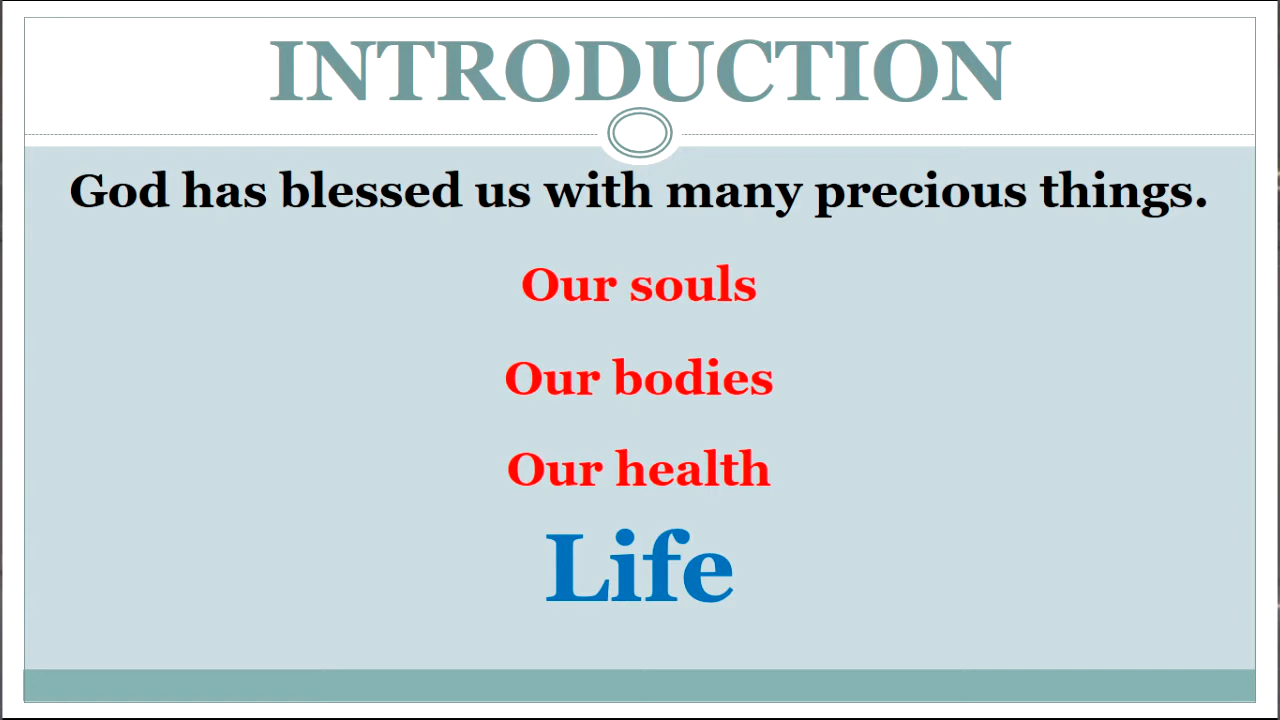 INTRODUCTION
God has blessed us with many precious things.
Our souls
Our bodies
Our health
Life